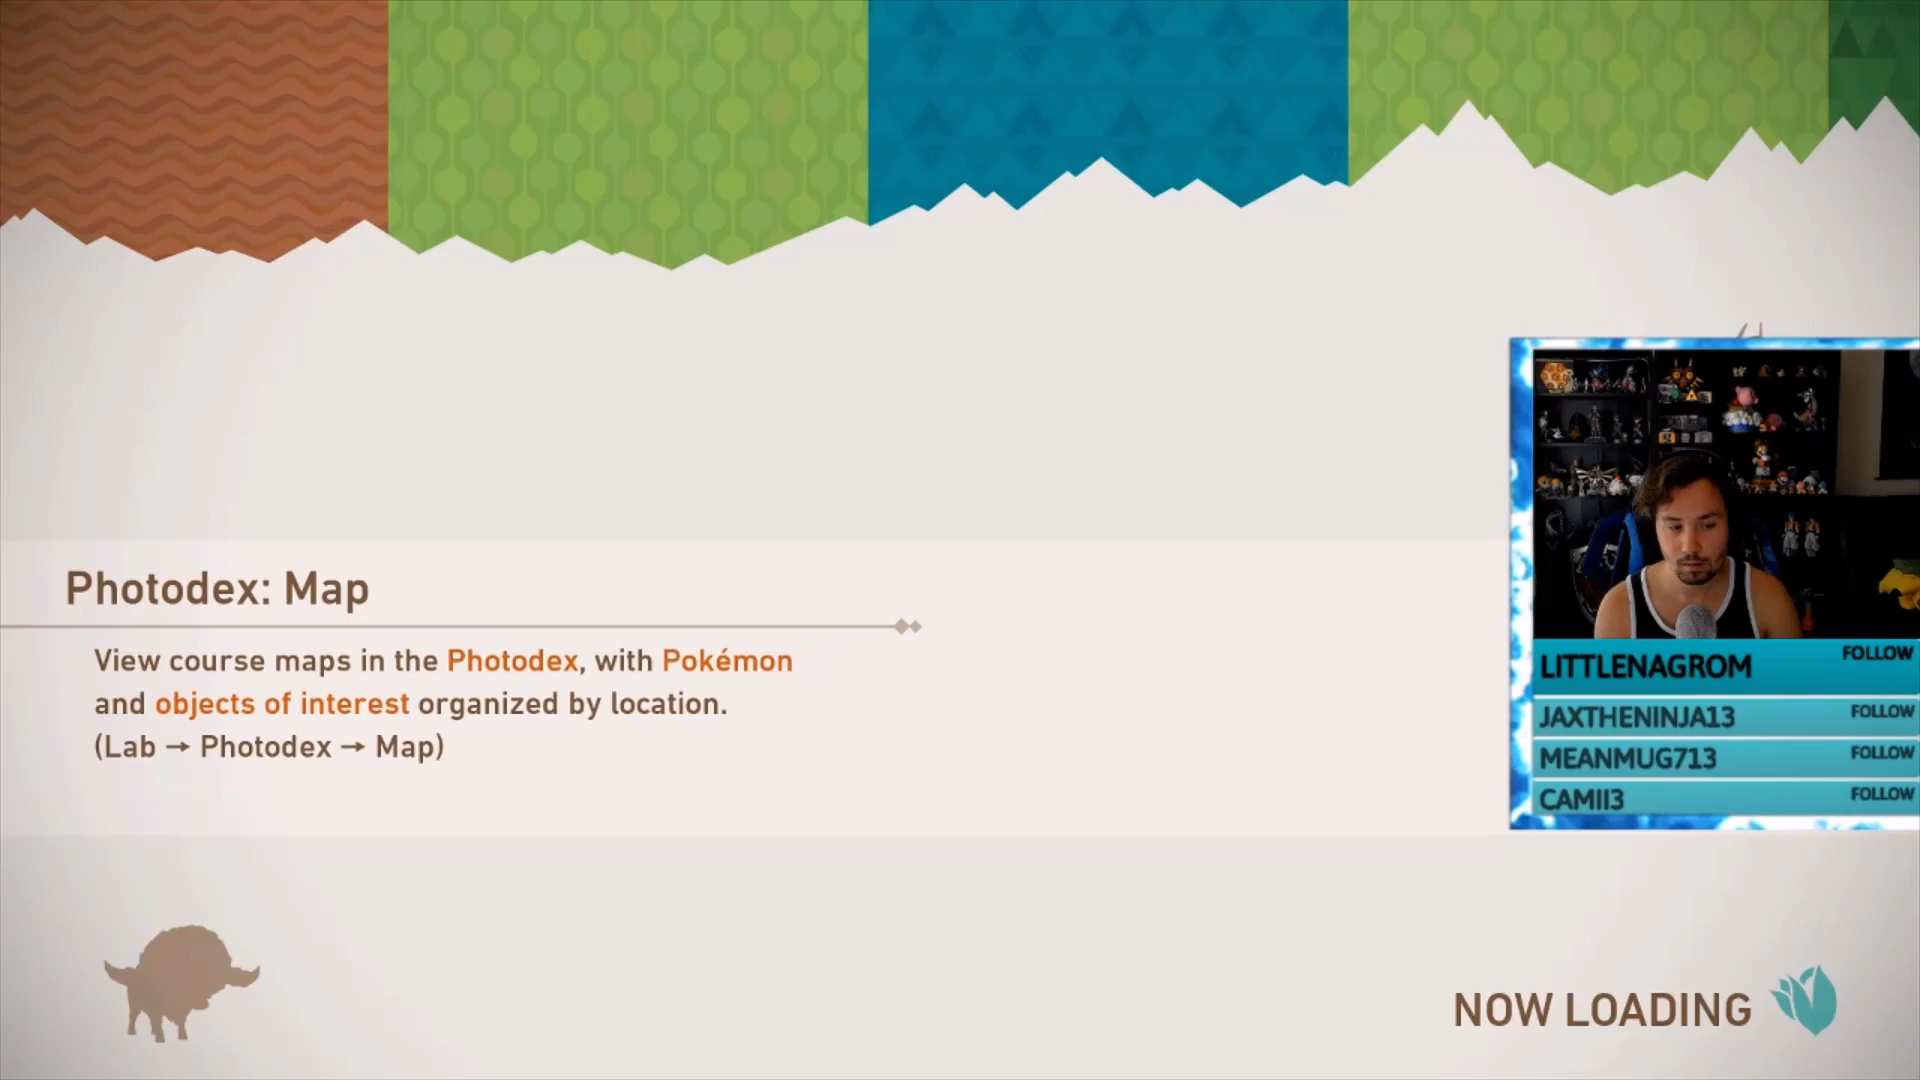 Photodex: Map
View course maps in the Photodex, with Pokémon
and objects of interest organized by location.
(Lab → Photodex → Map)
LITTLENAGROM FOLLOW
JAXTHENINJA13 FOLLOW
MEANMUG713 FOLLOW
CAMII3 FOLLOW
NOW LOADING